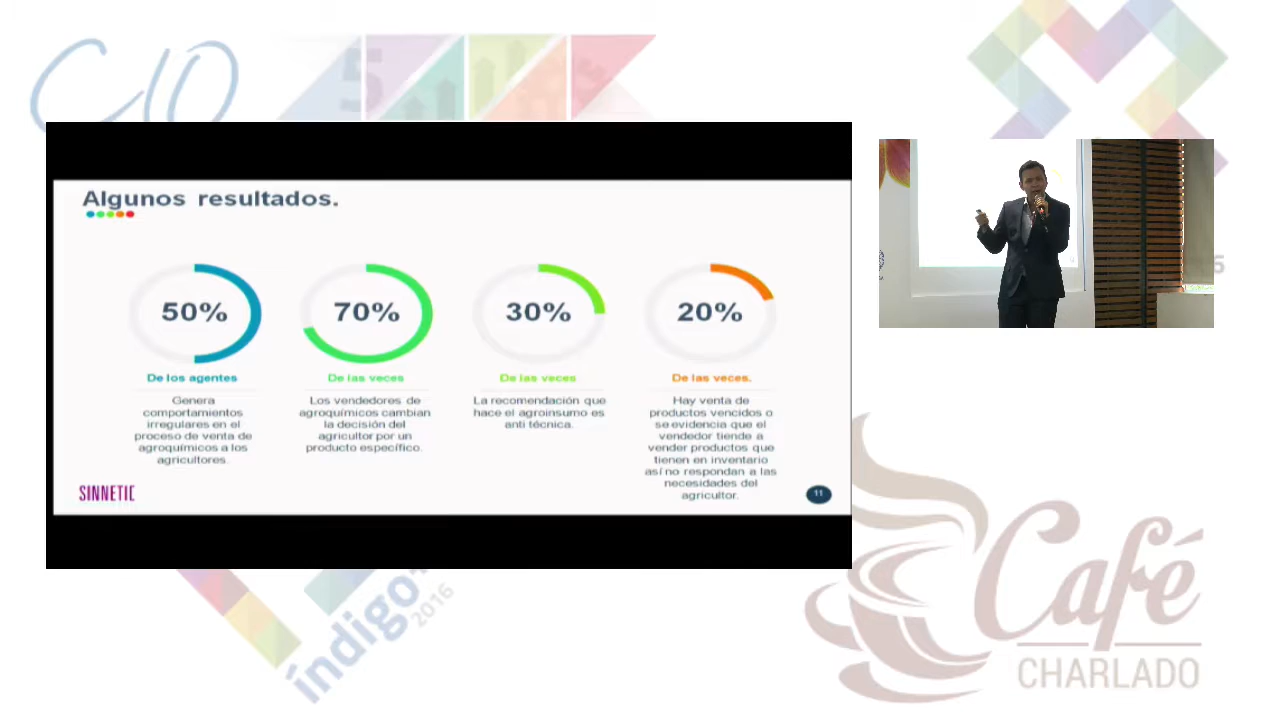 CIO
5
Algunos resultados.
50%
De los agentes
Genera
comportamientos
irregulares en el
proceso de venta de
agroquímicos a los
agricultores.
70%
De las veces
Los vendedores de
agroquímicos cambian
la decisión del
agricultor por un
producto específico.
30%
De las veces
La recomendación que
hace el agroinsumo es
anti técnica.
20%
De las veces.
Hay venta de
productos vencidos o
se evidencia que el
vendedor tiende a
vender productos que
tienen en inventario
así no respondan a las
necesidades del
agricultor.
SINNETIC
11
5
índigo+
2016
Café
CHARLADO